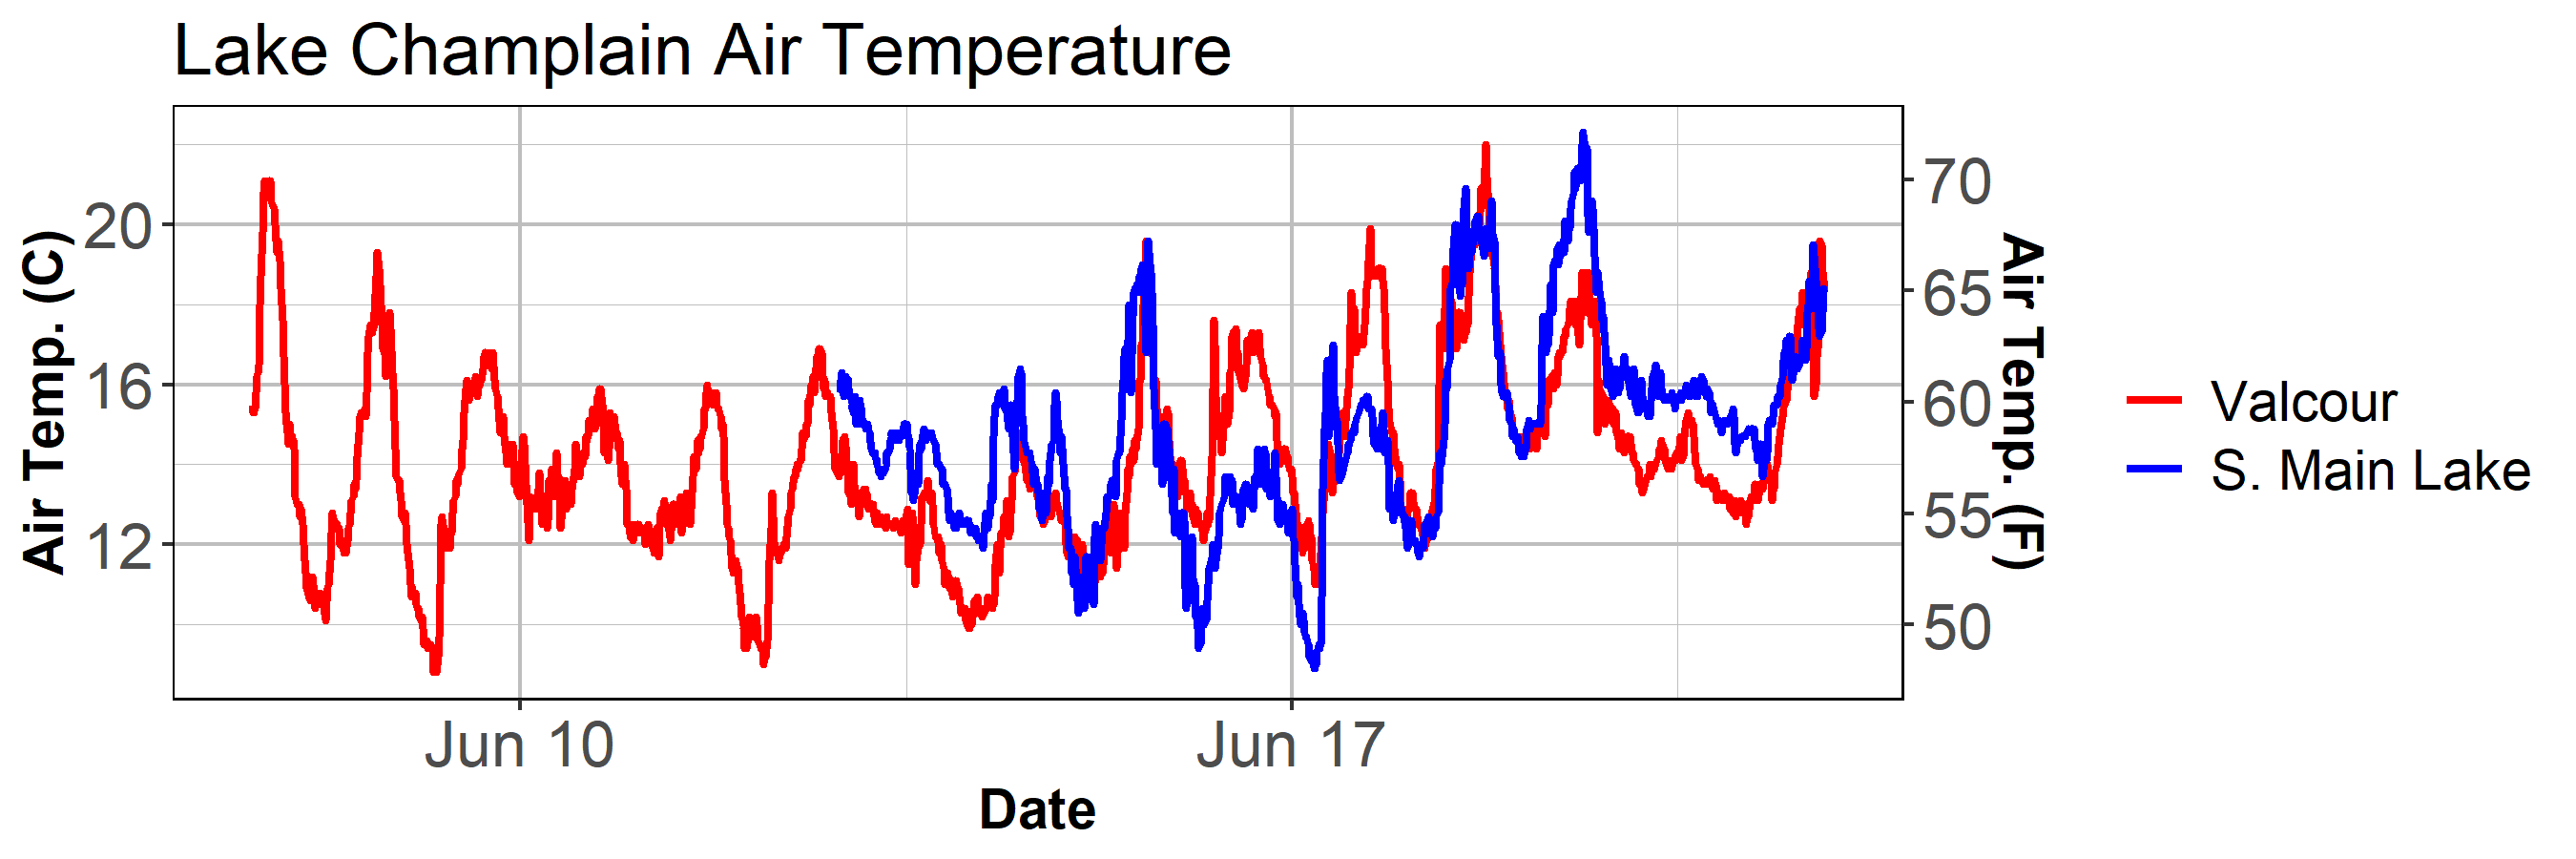 Lake Champlain Air Temperature
Air Temp. (C)
20
16
12
70
65
60
55
50
Air Temp. (F)
Jun 10
Jun 17
Date
Valcour
S. Main Lake